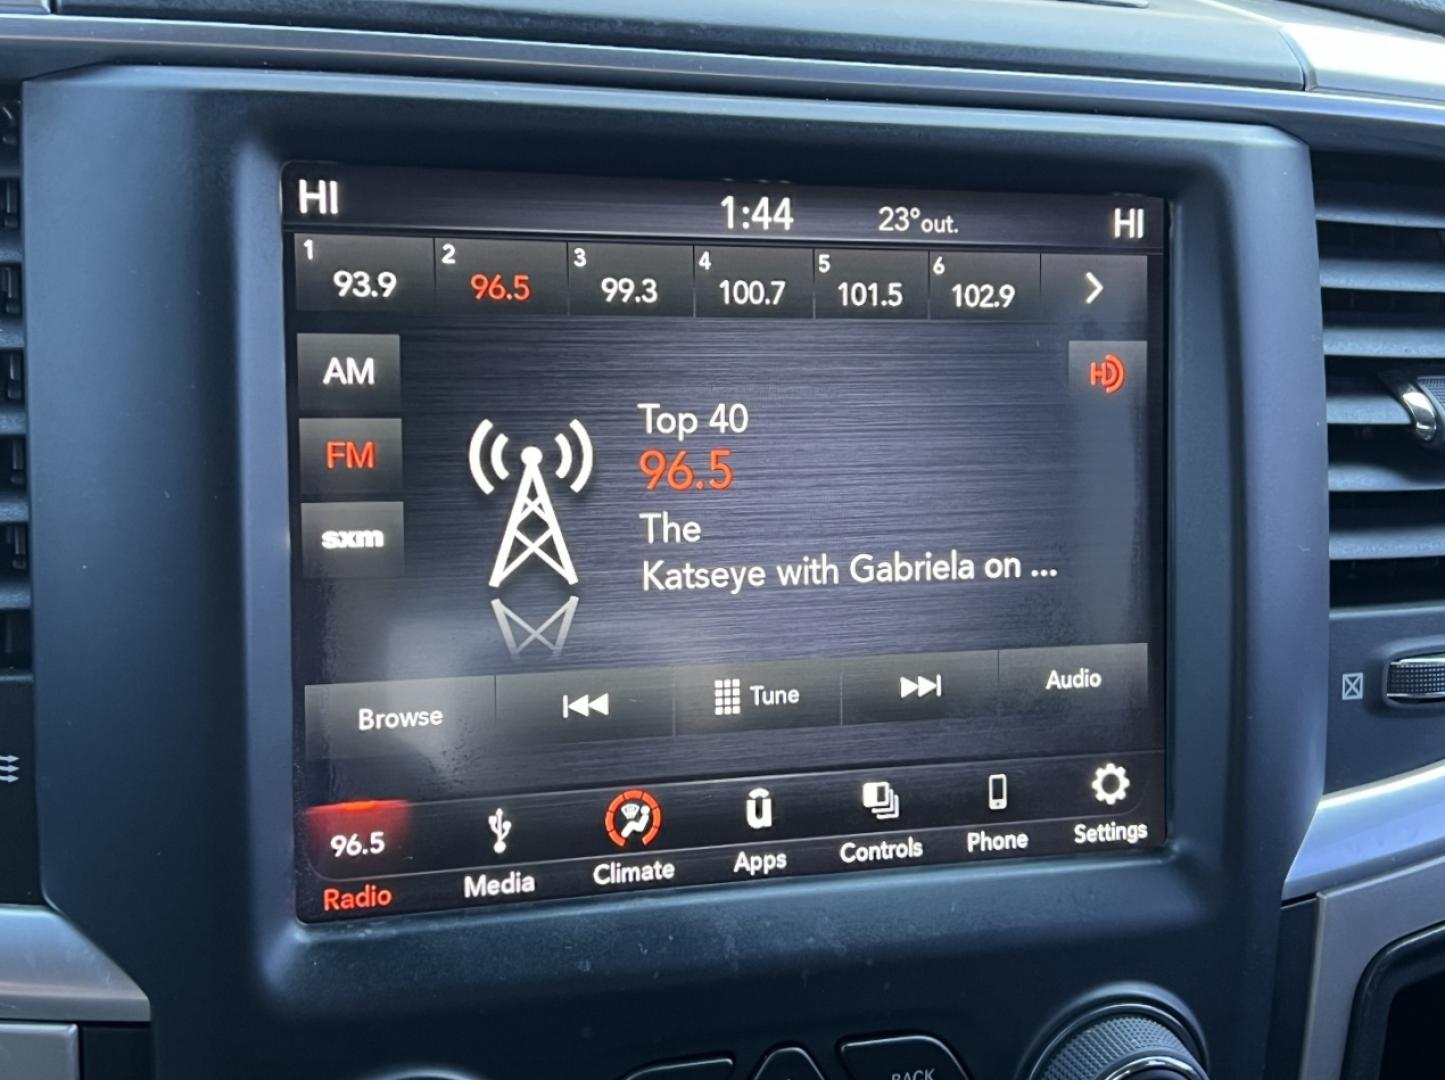 HI 1:44 23°out. HI
1 2 3 4 5 6
93.9 96.5 99.3 100.7 101.5 102.9
AM
HD
Top 40
FM
96.5
The
sxm
Katseye with Gabriela on ...
Browse Tune Audio
96.5
Radio Media Climate Apps Controls Phone Settings
BACK